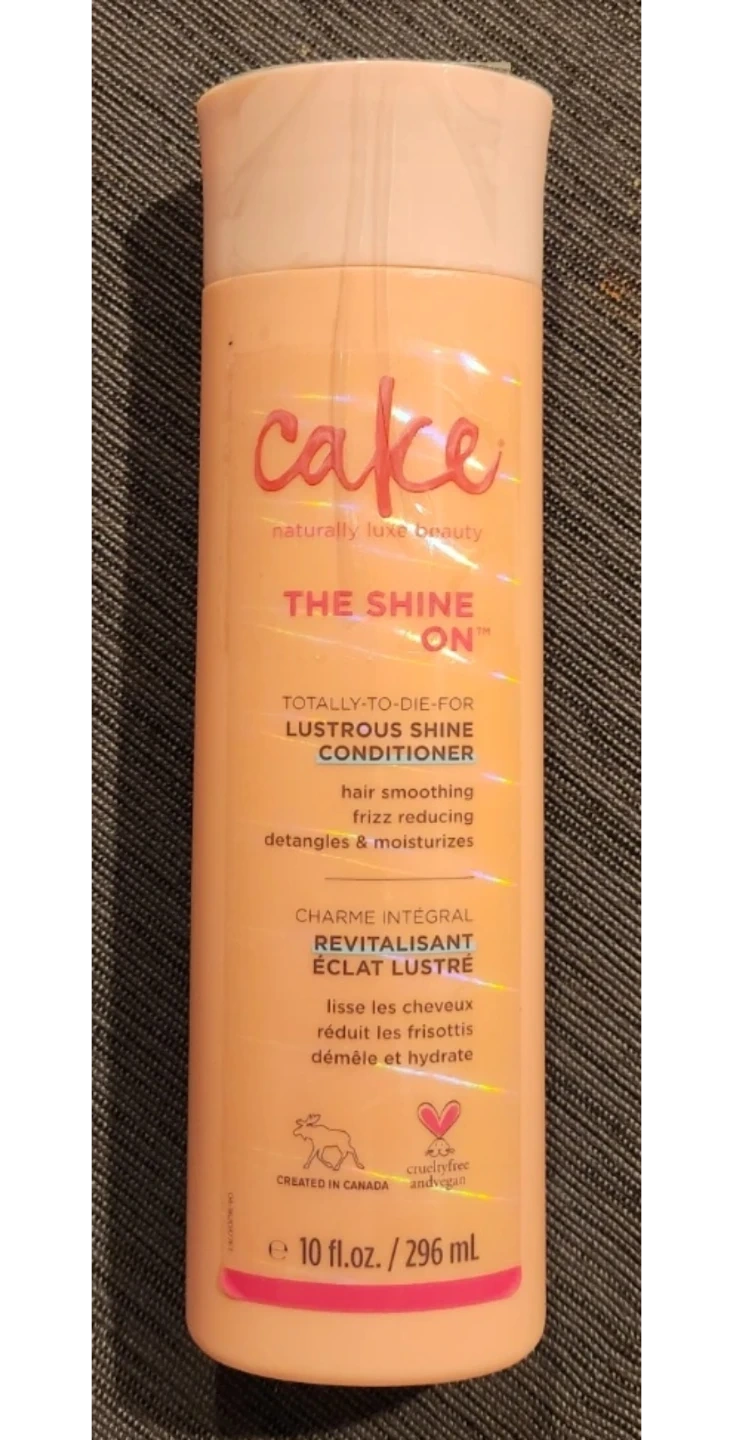 cake
naturally luxe beauty
THE SHINE
ON™
TOTALLY-TO-DIE-FOR
LUSTROUS SHINE
CONDITIONER
hair smoothing
frizz reducing
detangles & moisturizes
CHARME INTÉGRAL
REVITALISANT
ÉCLAT LUSTRÉ
lisse les cheveux
réduit les frisottis
démêle et hydrate
CREATED IN CANADA
crueltyfree
andvegan
℮ 10 fl.oz. / 296 mL